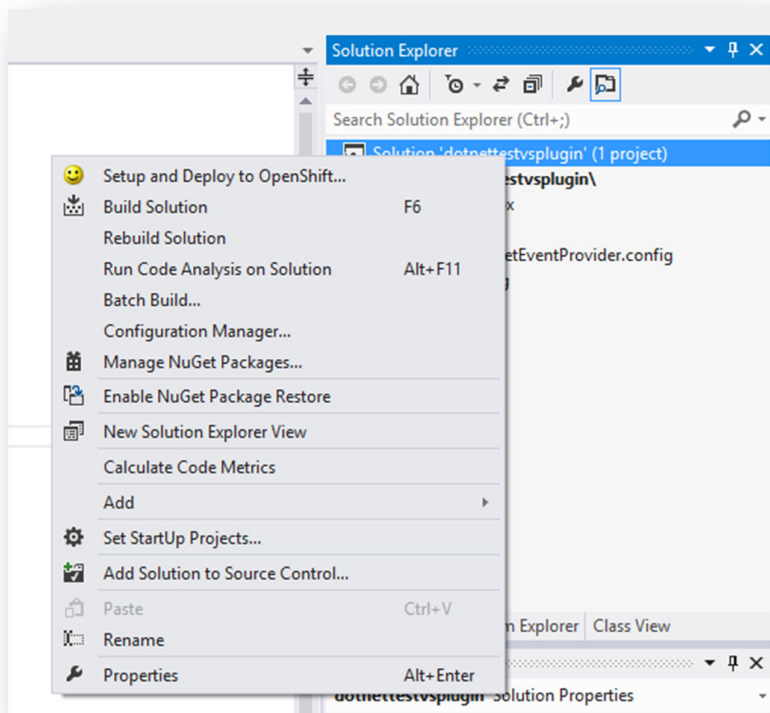 Solution Explorer
Search Solution Explorer (Ctrl+;)
Solution 'dotnettestvsplugin' (1 project)
Setup and Deploy to OpenShift...
estvsplugin\
Build Solution F6
x
Rebuild Solution
etEventProvider.config
Run Code Analysis on Solution Alt+F11
g
Batch Build...
Configuration Manager...
Manage NuGet Packages...
Enable NuGet Package Restore
New Solution Explorer View
Calculate Code Metrics
Add
Set StartUp Projects...
Add Solution to Source Control...
Paste Ctrl+V
m Explorer Class View
Rename
Properties Alt+Enter
dotnettestvsplugin Solution Properties